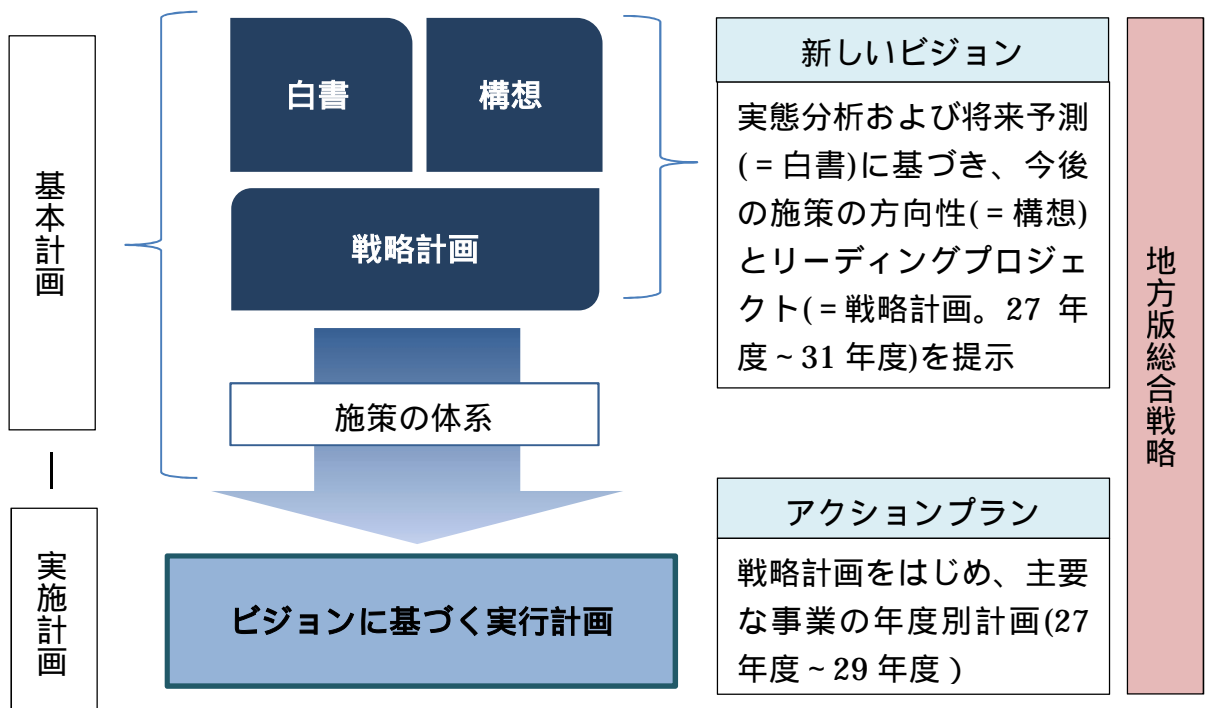 基本計画
実施計画
白書
構想
戦略計画
施策の体系
ビジョンに基づく実行計画
新しいビジョン
実態分析および将来予測
(=白書)に基づき、今後
の施策の方向性(=構想)
とリーディングプロジェ
クト(=戦略計画。27 年
度~31 年度)を提示
アクションプラン
戦略計画をはじめ、主要
な事業の年度別計画(27
年度~29 年度)
地方版総合戦略